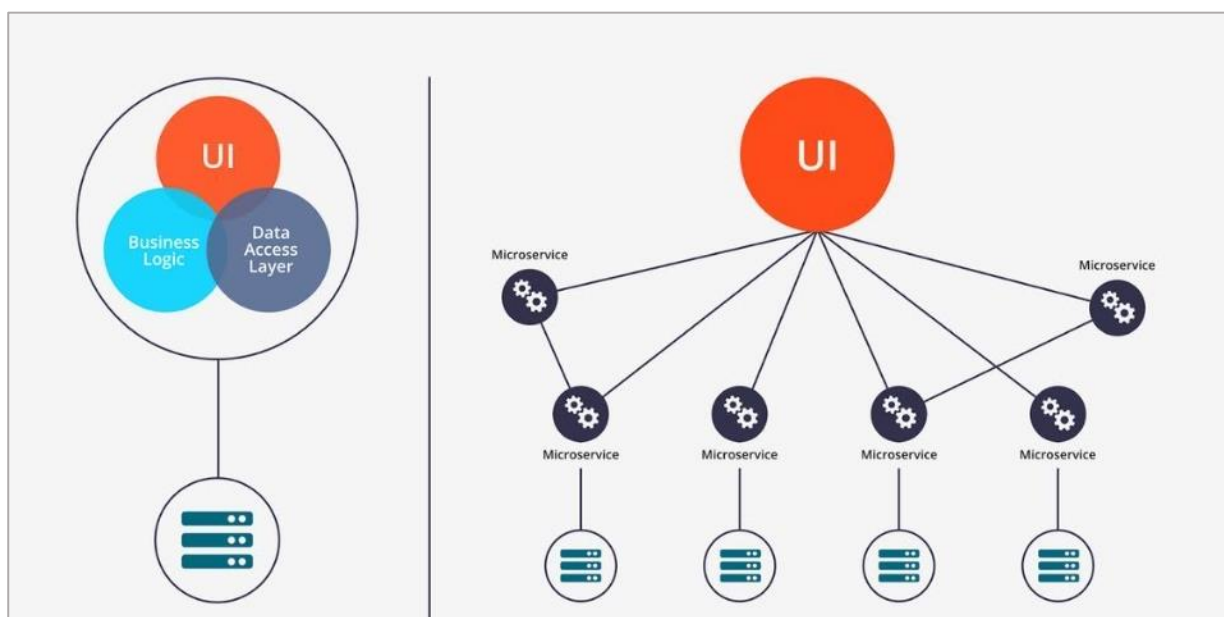 UI
Business
Logic
Data
Access
Layer
UI
Microservice
Microservice
Microservice
Microservice
Microservice
Microservice